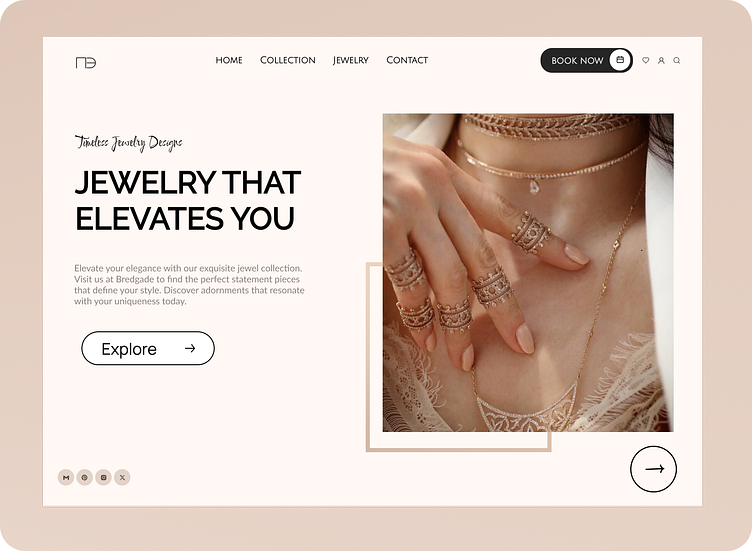 HOME COLLECTION JEWELRY CONTACT BOOK NOW
Timeless Jewelry Designs
JEWELRY THAT
ELEVATES YOU
Elevate your elegance with our exquisite jewel collection.
Visit us at Bredgade to find the perfect statement pieces
that define your style. Discover adornments that resonate
with your uniqueness today.
Explore